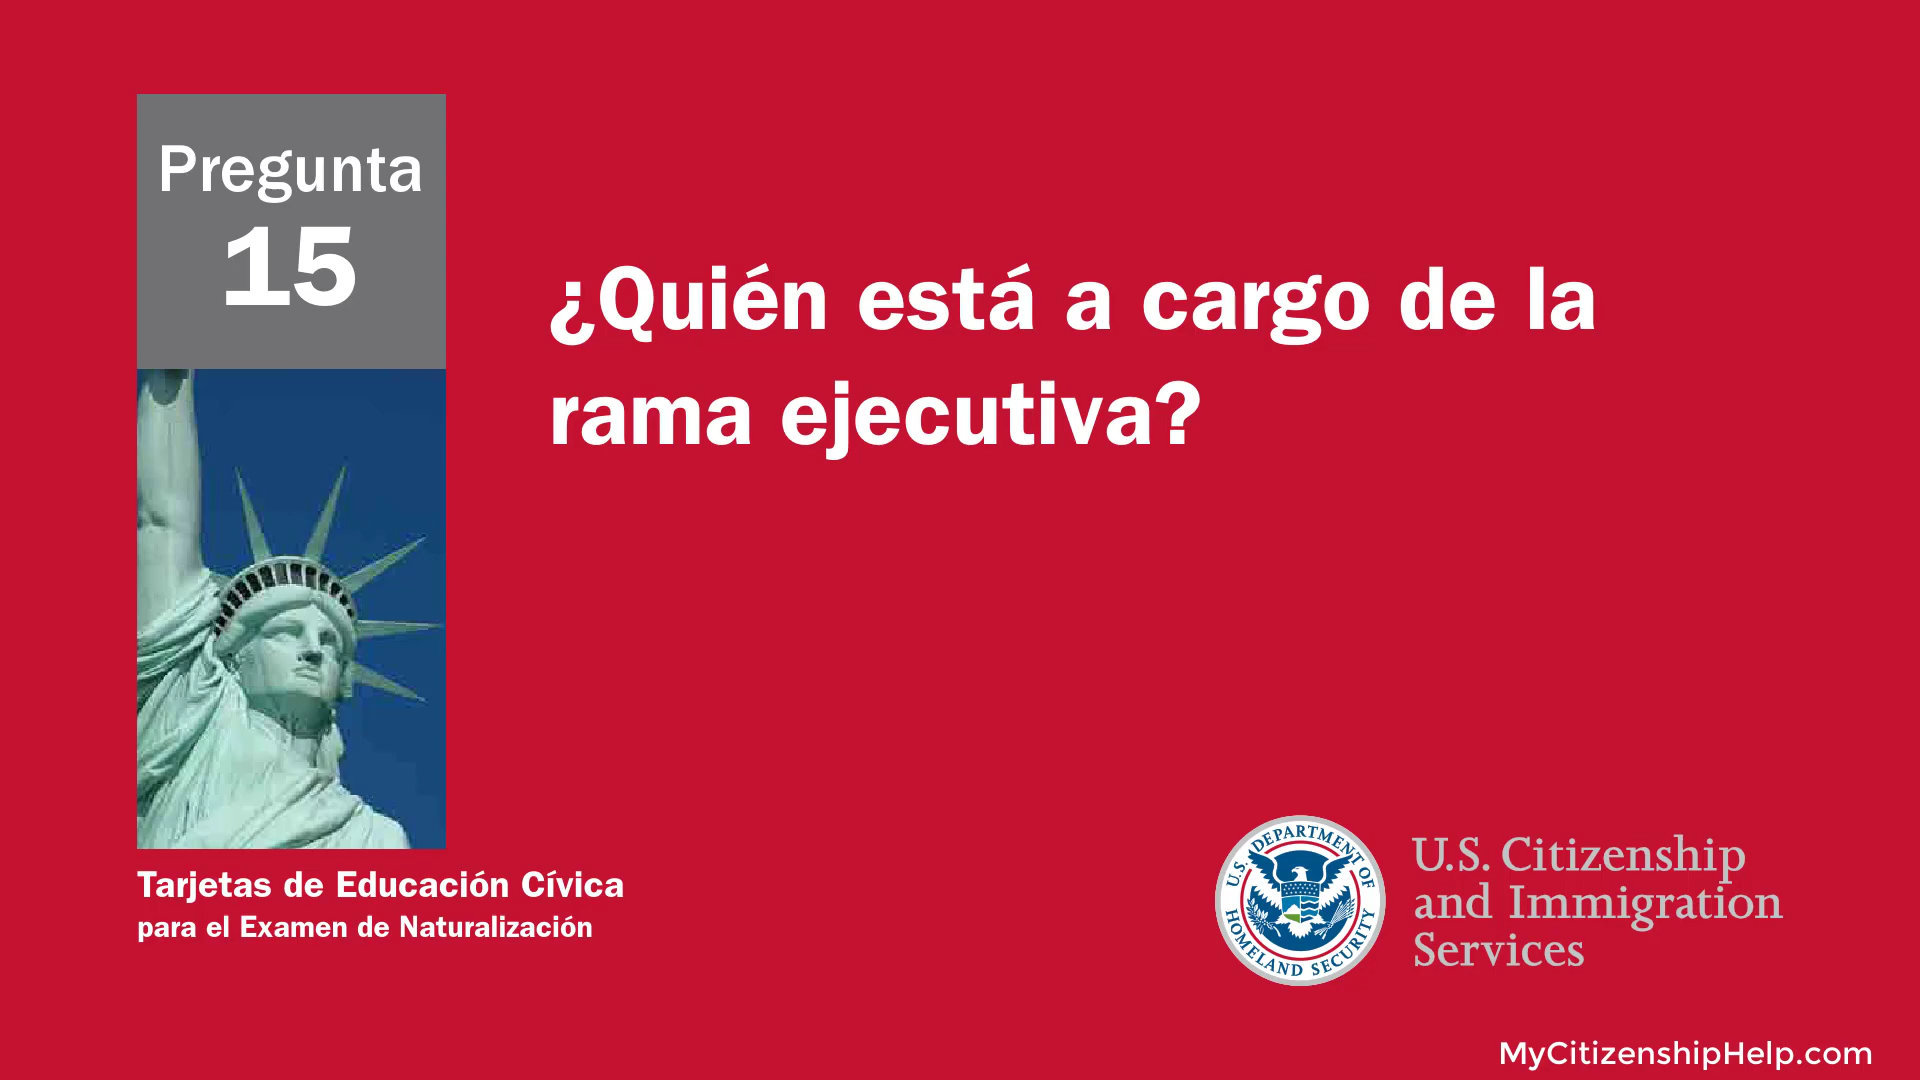 Pregunta
15
¿Quién está a cargo de la
rama ejecutiva?
Tarjetas de Educación Cívica
para el Examen de Naturalización
U.S. DEPARTMENT OF
HOMELAND SECURITY
U.S. Citizenship
and Immigration
Services
MyCitizenshipHelp.com